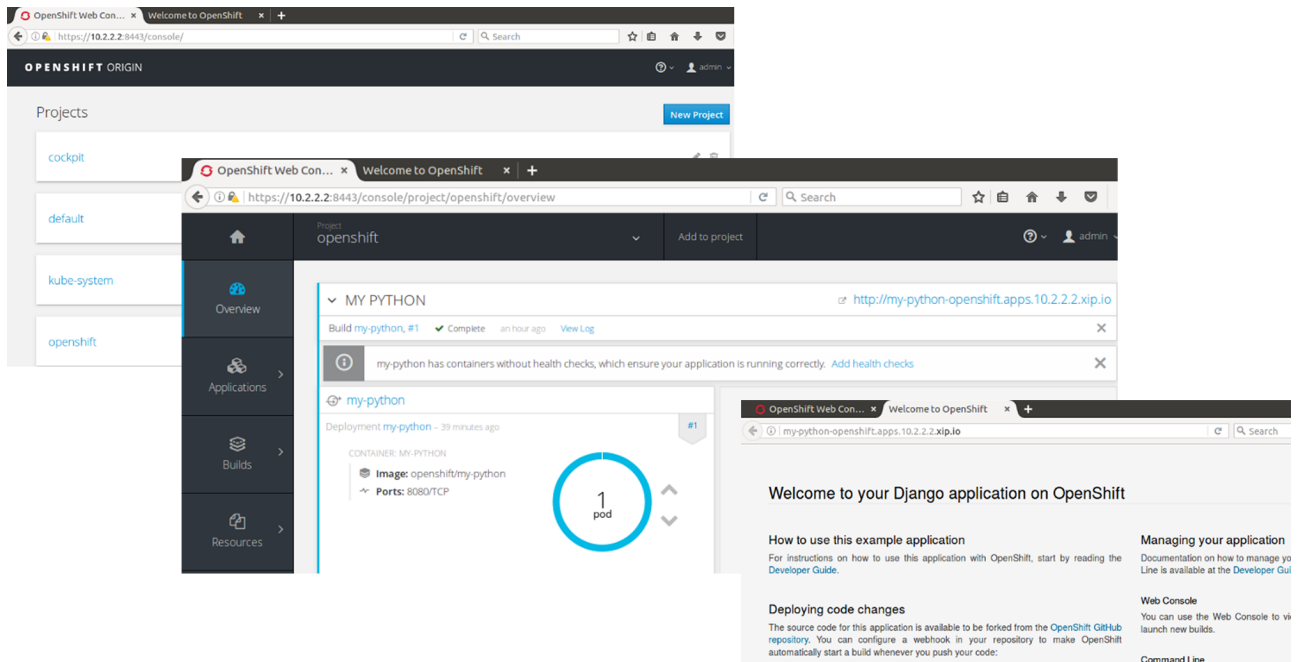 OpenShift Web Con... × Welcome to OpenShift × +
https://10.2.2.2:8443/console/ Search
OPENSHIFT ORIGIN admin
Projects New Project
cockpit
default
kube-system
openshift
OpenShift Web Con... × Welcome to OpenShift × +
https://10.2.2.2:8443/console/project/openshift/overview Search
Project
openshift Add to project admin
Overview
Applications
Builds
Resources
MY PYTHON http://my-python-openshift.apps.10.2.2.2.xip.io
Build my-python, #1 Complete an hour ago View Log
my-python has containers without health checks, which ensure your application is running correctly. Add health checks
my-python
Deployment my-python – 39 minutes ago #1
CONTAINER: MY-PYTHON
Image: openshift/my-python
Ports: 8080/TCP
1
pod
OpenShift Web Con... × Welcome to OpenShift × +
my-python-openshift.apps.10.2.2.2.xip.io Search
Welcome to your Django application on OpenShift
How to use this example application
For instructions on how to use this application with OpenShift, start by reading the
Developer Guide.
Deploying code changes
The source code for this application is available to be forked from the OpenShift GitHub
repository. You can configure a webhook in your repository to make OpenShift
automatically start a build whenever you push your code:
Managing your application
Documentation on how to manage yo
Line is available at the Developer Gui
Web Console
You can use the Web Console to vi
launch new builds.
Command Line